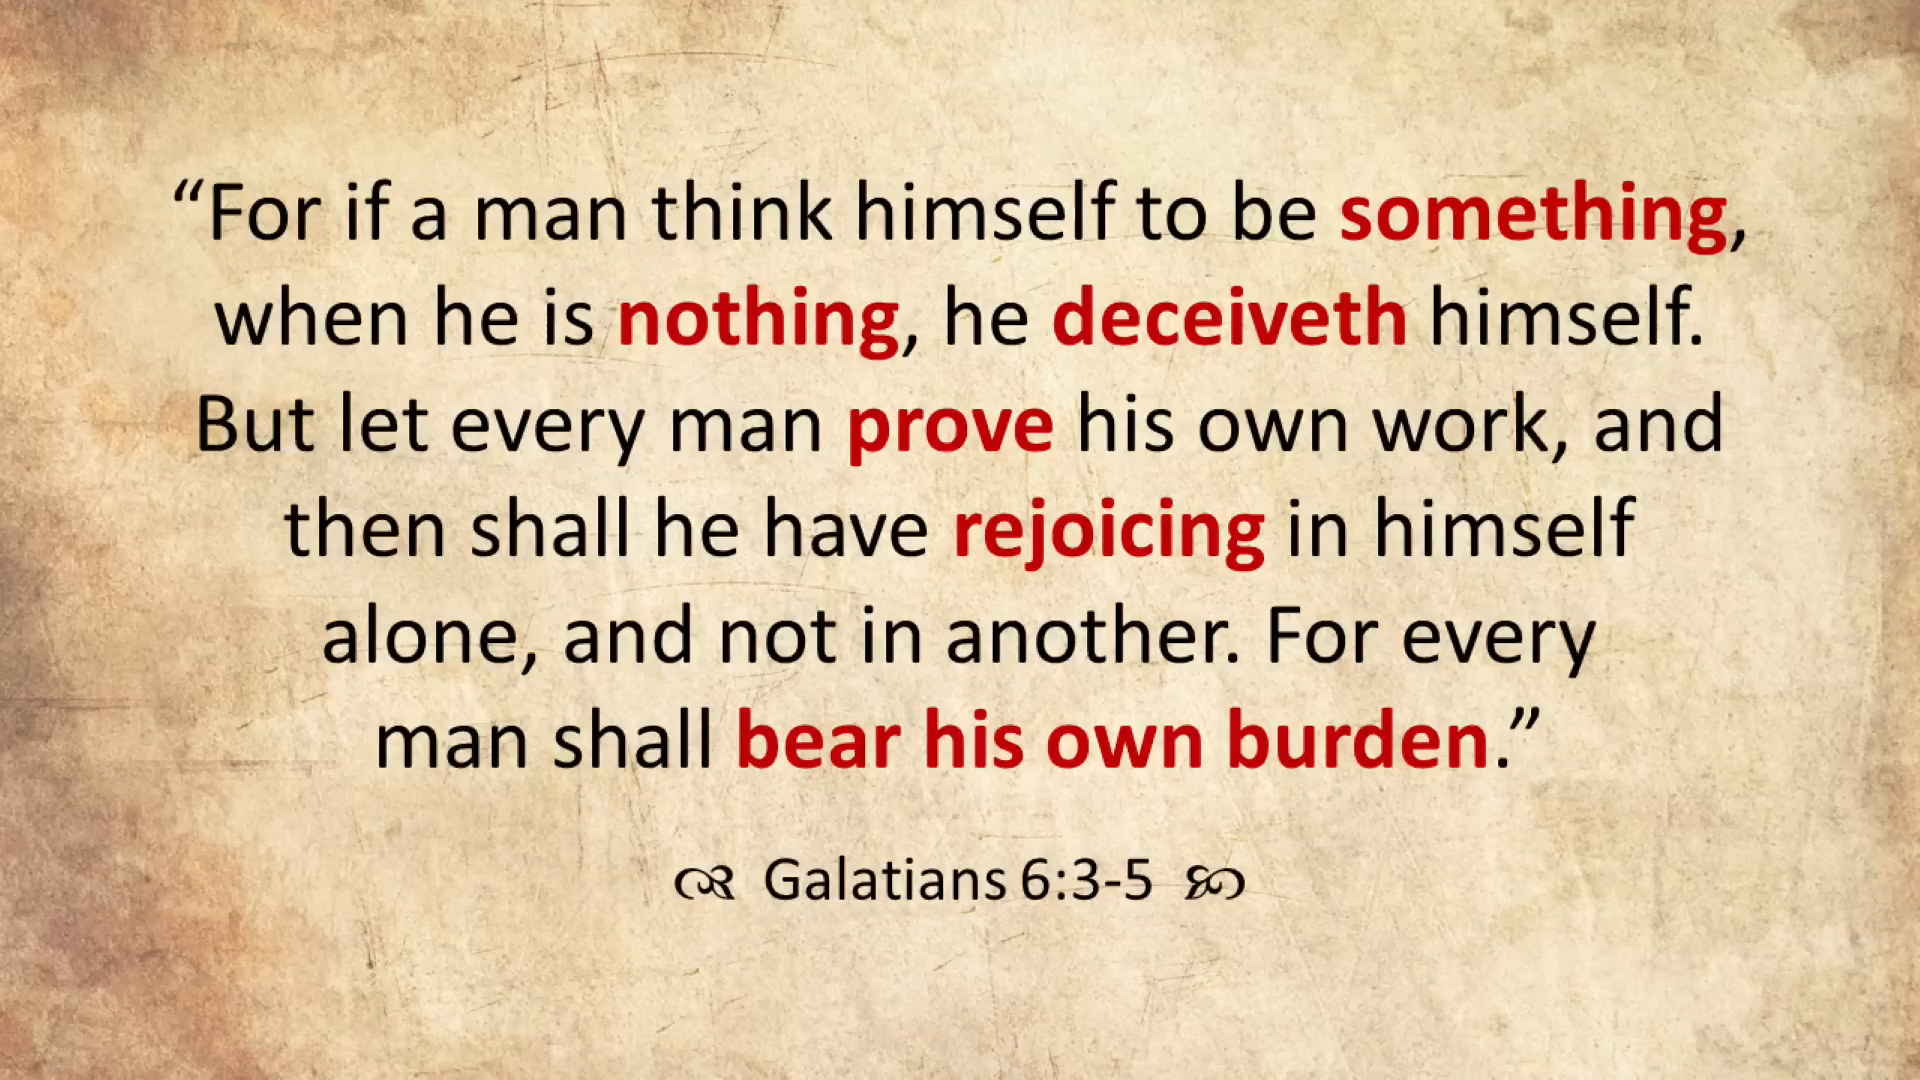 “For if a man think himself to be something,
when he is nothing, he deceiveth himself.
But let every man prove his own work, and
then shall he have rejoicing in himself
alone, and not in another. For every
man shall bear his own burden.”
Galatians 6:3-5